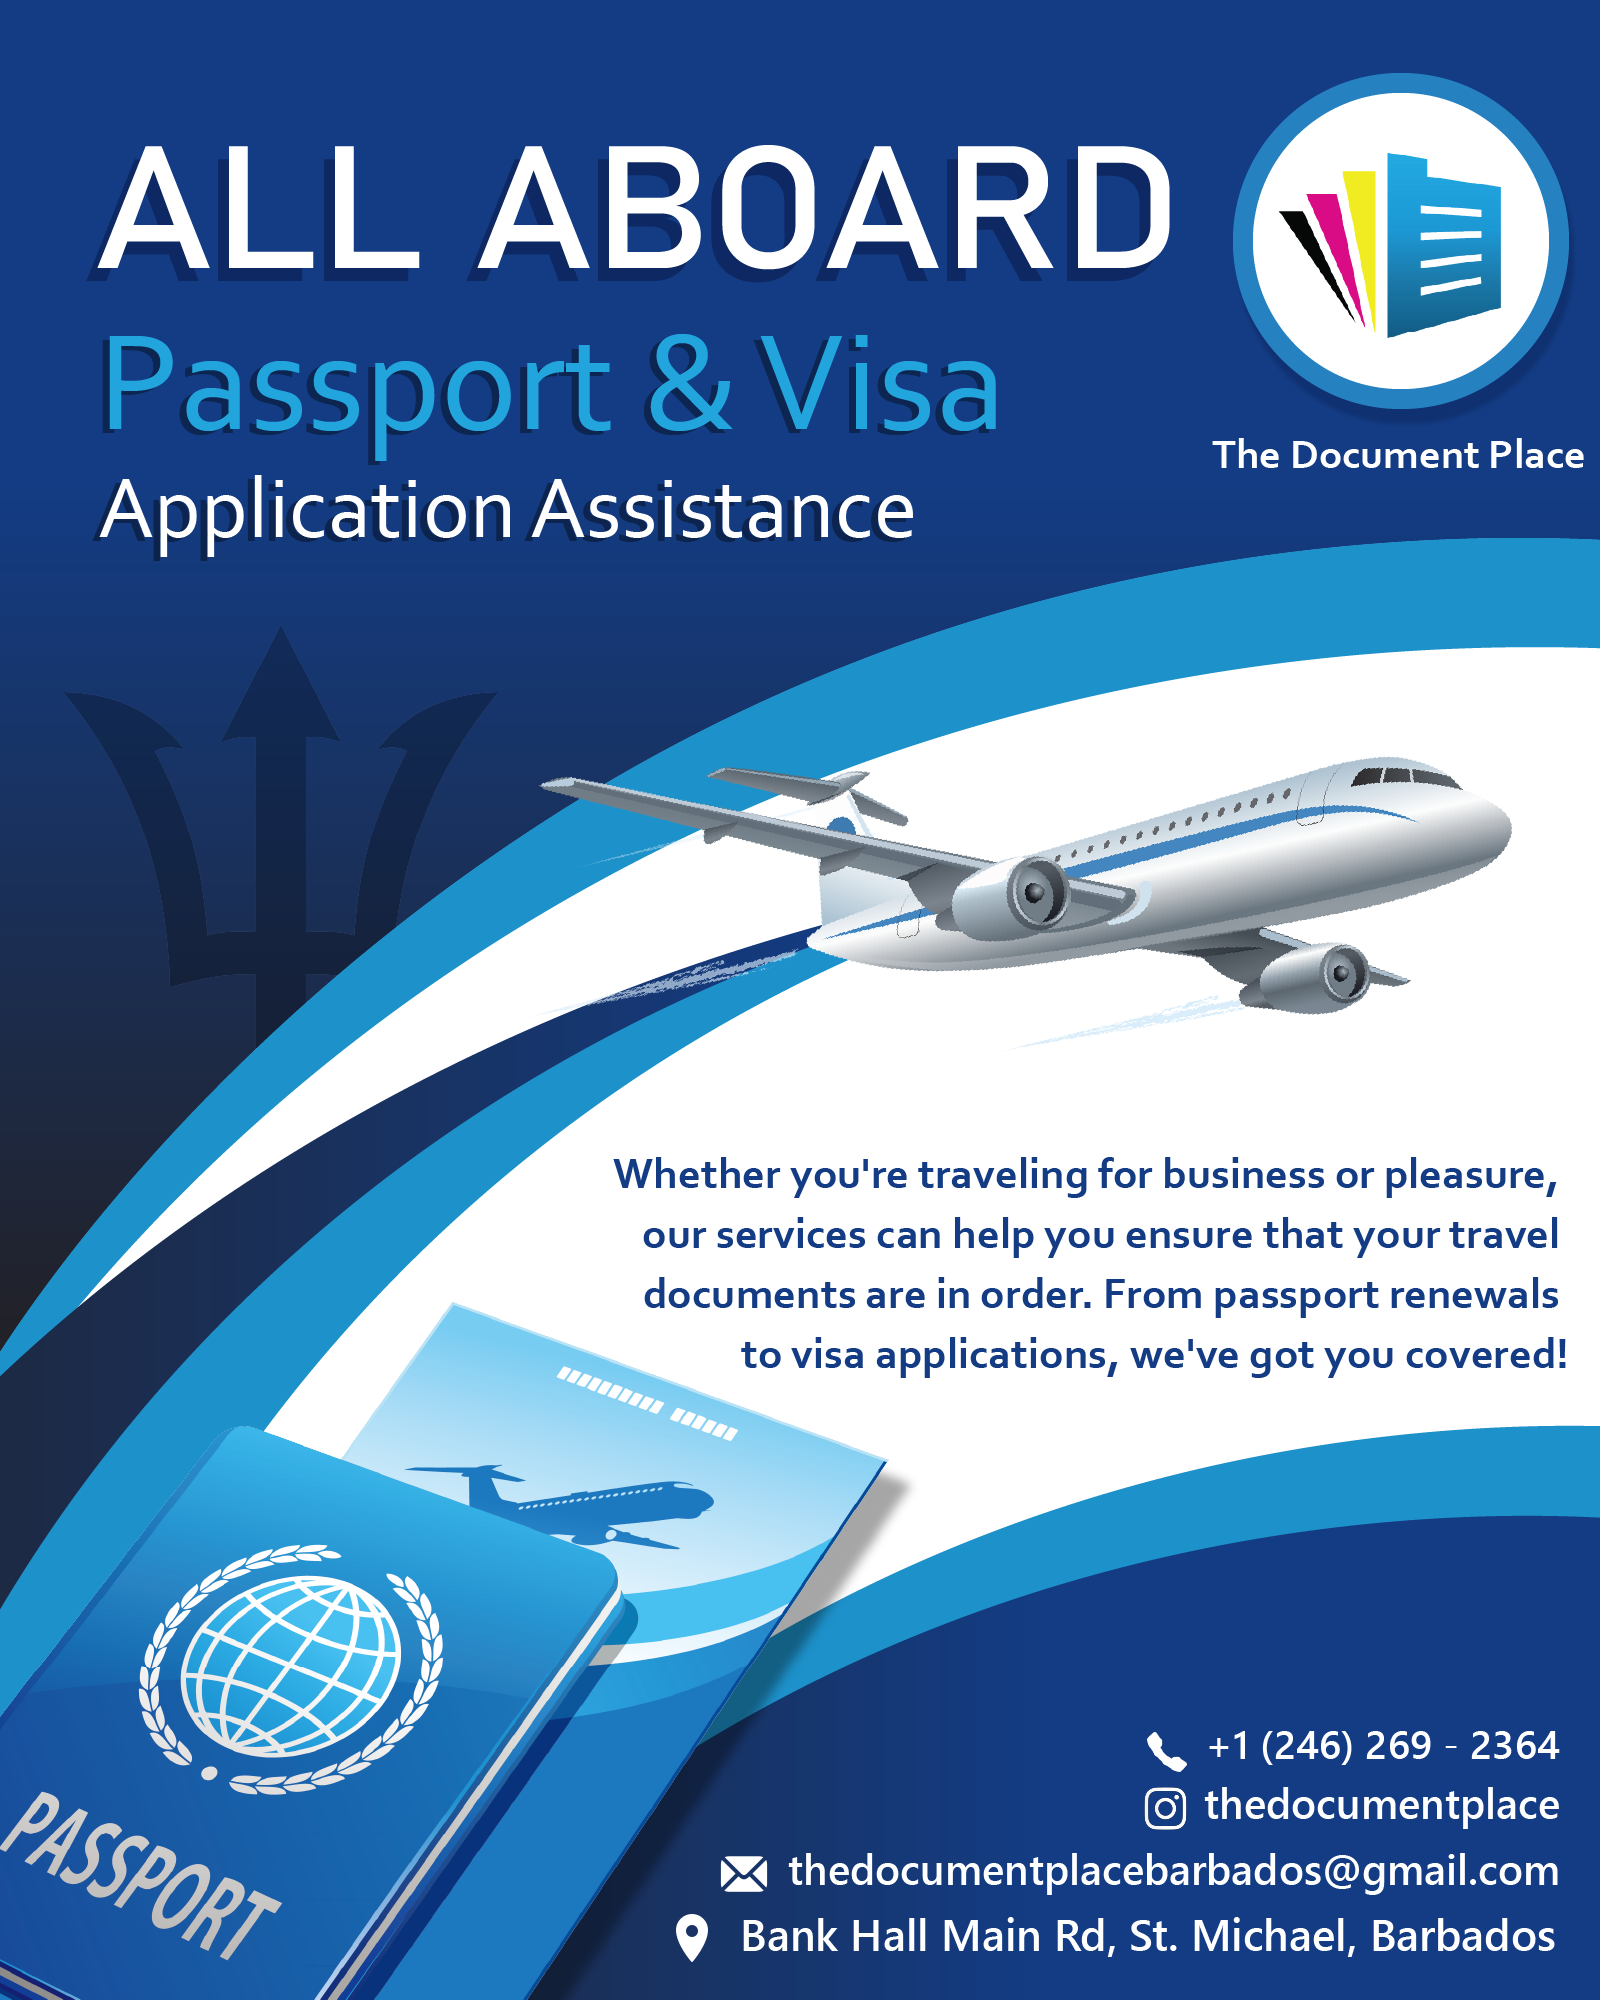 ALL ABOARD
Passport & Visa
Application Assistance
The Document Place
Whether you're traveling for business or pleasure,
our services can help you ensure that your travel
documents are in order. From passport renewals
to visa applications, we've got you covered!
PASSPORT
+1 (246) 269 - 2364
thedocumentplace
thedocumentplacebarbados@gmail.com
Bank Hall Main Rd, St. Michael, Barbados